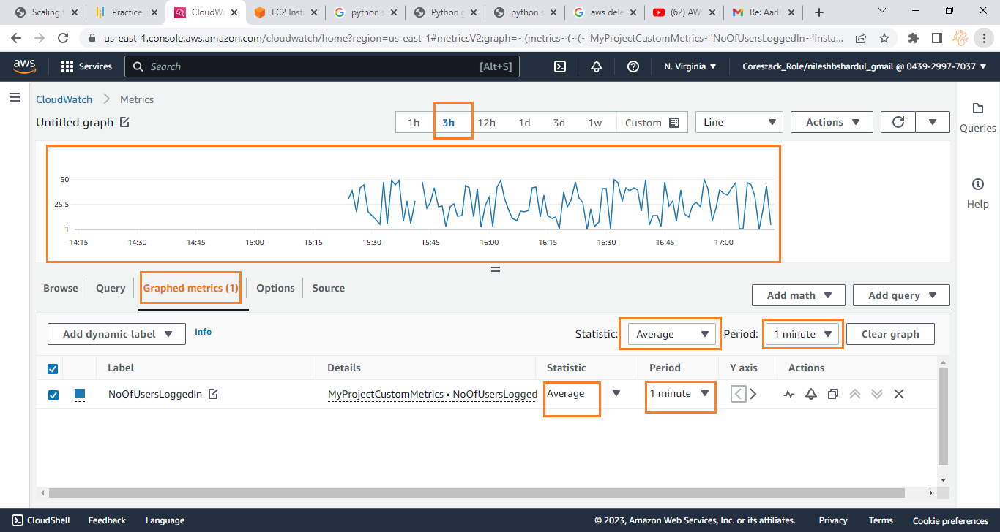 Scaling t
Practice
CloudWa
EC2 Inst
python s
Python g
python s
aws dele
(62) AWS
Re: Aadh
us-east-1.console.aws.amazon.com/cloudwatch/home?region=us-east-1#metricsV2:graph=~(metrics~(~(~'MyProjectCustomMetrics~'NoOfUsersLoggedIn~'Insta...
aws
Services
Search
[Alt+S]
N. Virginia
Corestack_Role/nileshbshardul_gmail @ 0439-2997-7037
CloudWatch
Metrics
Untitled graph
1h
3h
12h
1d
3d
1w
Custom
Line
Actions
Queries
Help
50
25.5
1
14:15
14:30
14:45
15:00
15:15
15:30
15:45
16:00
16:15
16:30
16:45
17:00
Browse
Query
Graphed metrics (1)
Options
Source
Add math
Add query
Add dynamic label
Info
Statistic:
Average
Period:
1 minute
Clear graph
Label
Details
Statistic
Period
Y axis
Actions
NoOfUsersLoggedIn
MyProjectCustomMetrics • NoOfUsersLogged
Average
1 minute
CloudShell
Feedback
Language
© 2023, Amazon Web Services, Inc. or its affiliates.
Privacy
Terms
Cookie preferences